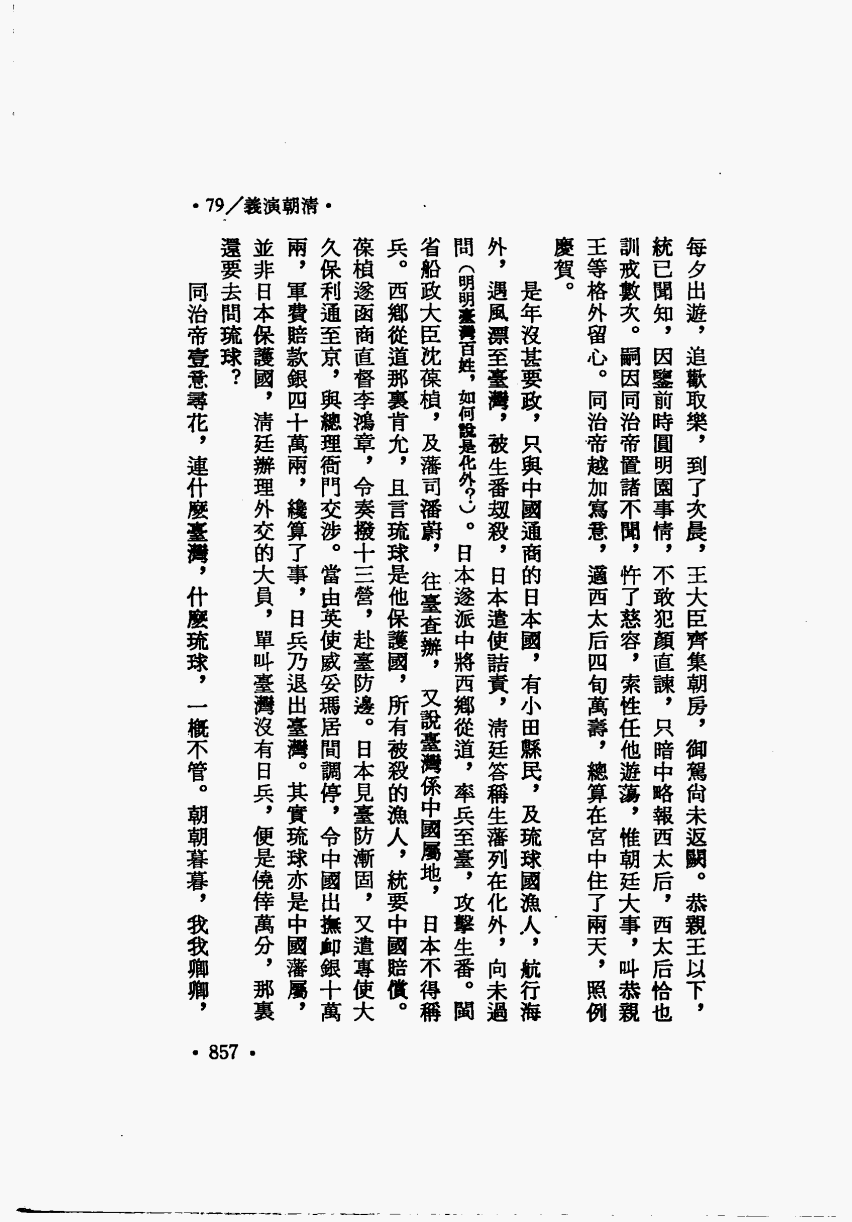 •79／義演朝清•
每夕出遊，追歡取樂，到了次晨，王大臣齊集朝房，御駕尙未返闕。恭親王以下，
統已聞知，因鑒前時圓明園事情，不敢犯顏直諫，只暗中略報西太后，西太后恰也
訓戒數次。嗣因同治帝置諸不聞，忤了慈容，索性任他遊蕩，惟朝廷大事，叫恭親
王等格外留心。同治帝越加寫意，適西太后四旬萬壽，總算在宮中住了兩天，照例
慶賀。
是年沒甚要政，只與中國通商的日本國，有小田縣民，及琉球國漁人，航行海
外，遇風漂至臺灣，被生番刼殺，日本遣使詰責，淸廷答稱生藩列在化外，向未過
問（明明臺灣百姓，如何說是化外？）。日本遂派中將西鄉從道，率兵至臺，攻擊生番。閩
省船政大臣沈葆楨，及藩司潘蔚，往臺查辦，又說臺灣係中國屬地，日本不得稱
兵。西鄉從道那裏肯允，且言琉球是他保護國，所有被殺的漁人，統要中國賠償。
葆楨遂函商直督李鴻章，令奏撥十三營，赴臺防邊。日本見臺防漸固，又遣專使大
久保利通至京，與總理衙門交涉。當由英使威妥瑪居間調停，令中國出撫卹銀十萬
兩，軍費賠款銀四十萬兩，纔算了事，日兵乃退出臺灣。其實琉球亦是中國藩屬，
並非日本保護國，淸廷辦理外交的大員，單叫臺灣沒有日兵，便是僥倖萬分，那裏
還要去問琉球？
同治帝壹意尋花，連什麼臺灣，什麼琉球，一概不管。朝朝暮暮，我我卿卿，
•857•